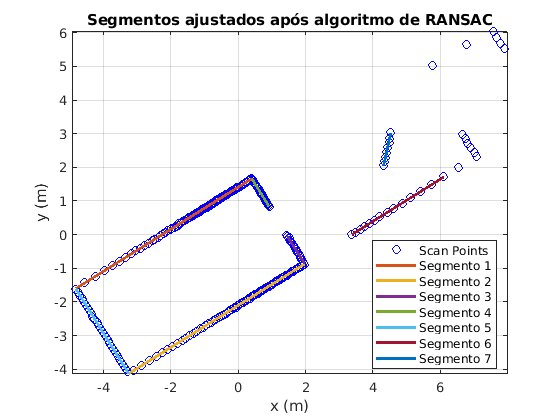 Segmentos ajustados após algoritmo de RANSAC
6
5
4
3
2
1
0
-1
-2
-3
-4
y (m)
-4
-2
0
2
4
6
x (m)
Scan Points
Segmento 1
Segmento 2
Segmento 3
Segmento 4
Segmento 5
Segmento 6
Segmento 7